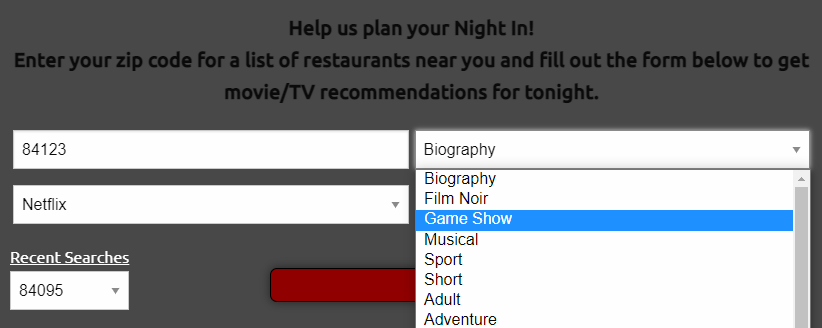 Help us plan your Night In!
Enter your zip code for a list of restaurants near you and fill out the form below to get
movie/TV recommendations for tonight.
84123
Biography
Netflix
Biography
Film Noir
Game Show
Musical
Sport
Short
Adult
Adventure
Recent Searches
84095